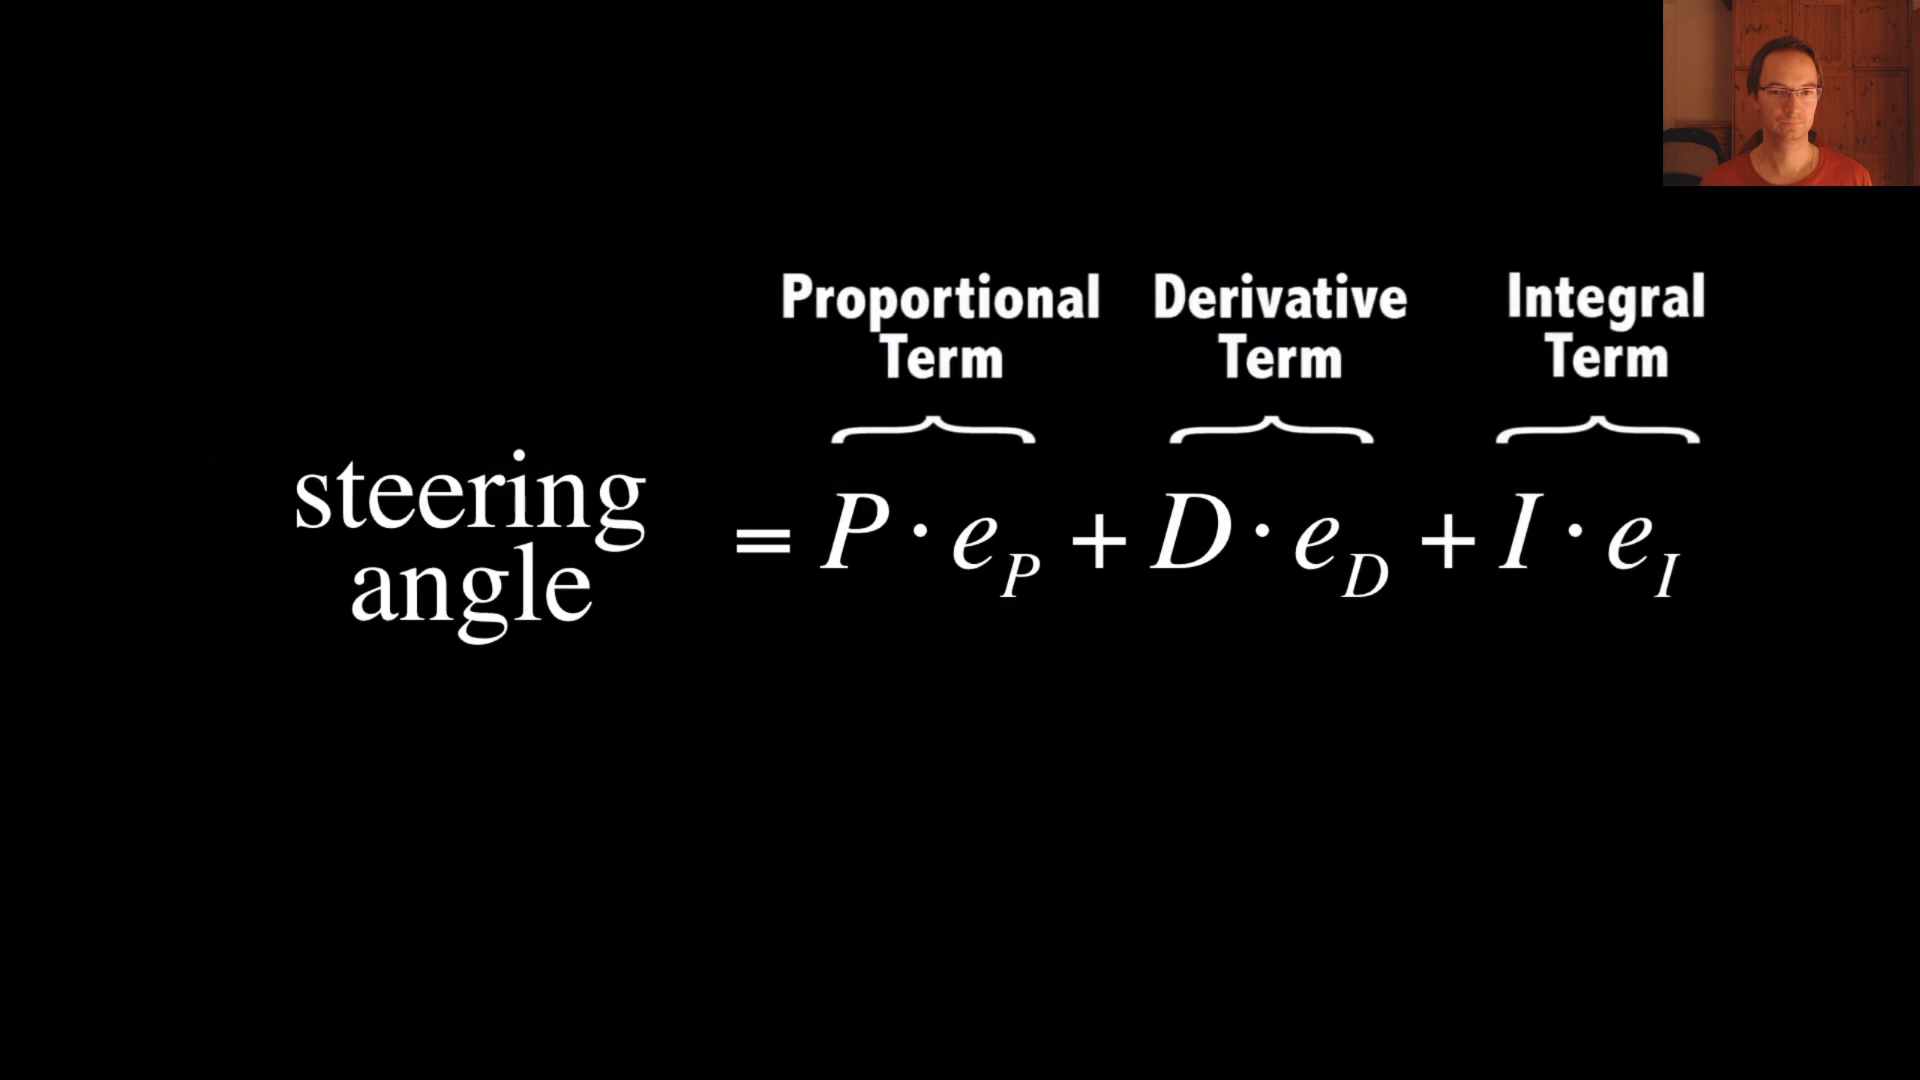 Proportional Term
Derivative Term
Integral Term
steering angle
= P · e_P + D · e_D + I · e_I